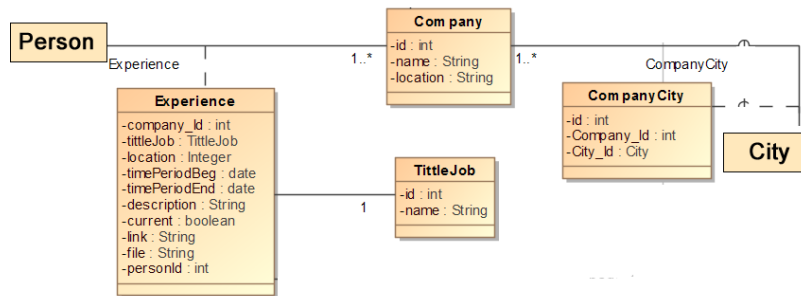 Person
Experience
1..*
Company
-id : int
-name : String
-location : String
1..*
CompanyCity
CompanyCity
-id : int
-Company_Id : int
-City_Id : City
City
Experience
-company_Id : int
-tittleJob : TittleJob
-location : Integer
-timePeriodBeg : date
-timePeriodEnd : date
-description : String
-current : boolean
-link : String
-file : String
-personId : int
1
TittleJob
-id : int
-name : String